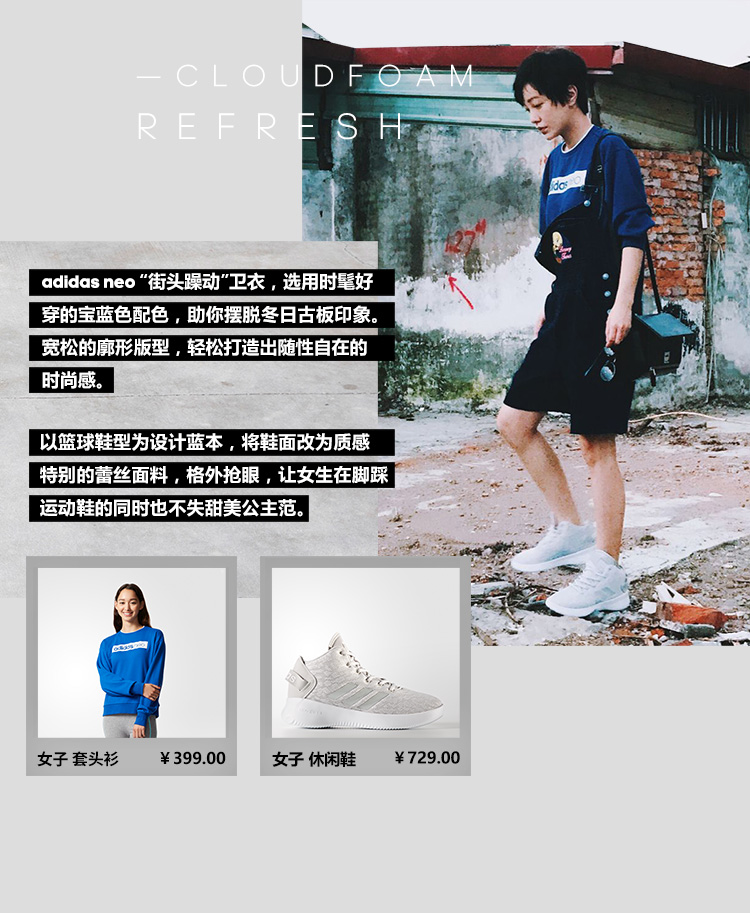 —CLOUDFOAM
REFRESH
adidas neo
127
adidas neo “街头躁动”卫衣，选用时髦好
穿的宝蓝色配色，助你摆脱冬日古板印象。
宽松的廓形版型，轻松打造出随性自在的
时尚感。
以篮球鞋型为设计蓝本，将鞋面改为质感
特别的蕾丝面料，格外抢眼，让女生在脚踩
运动鞋的同时也不失甜美公主范。
adidas neo
女子 套头衫 ¥399.00
女子 休闲鞋 ¥729.00